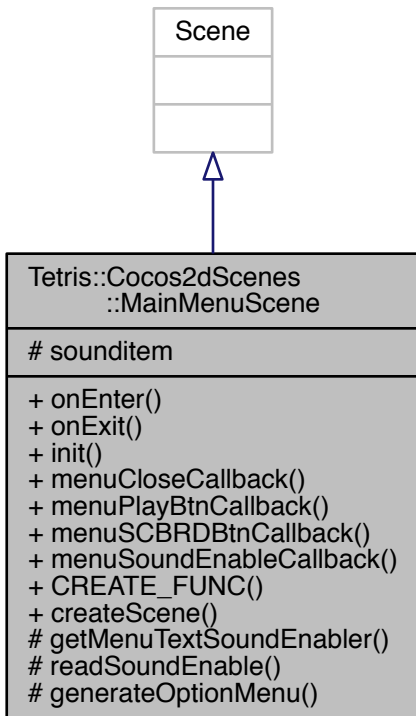 Scene
Tetris::Cocos2dScenes
::MainMenuScene
# sounditem
+ onEnter()
+ onExit()
+ init()
+ menuCloseCallback()
+ menuPlayBtnCallback()
+ menuSCBRDBtnCallback()
+ menuSoundEnableCallback()
+ CREATE_FUNC()
+ createScene()
# getMenuTextSoundEnabler()
# readSoundEnable()
# generateOptionMenu()